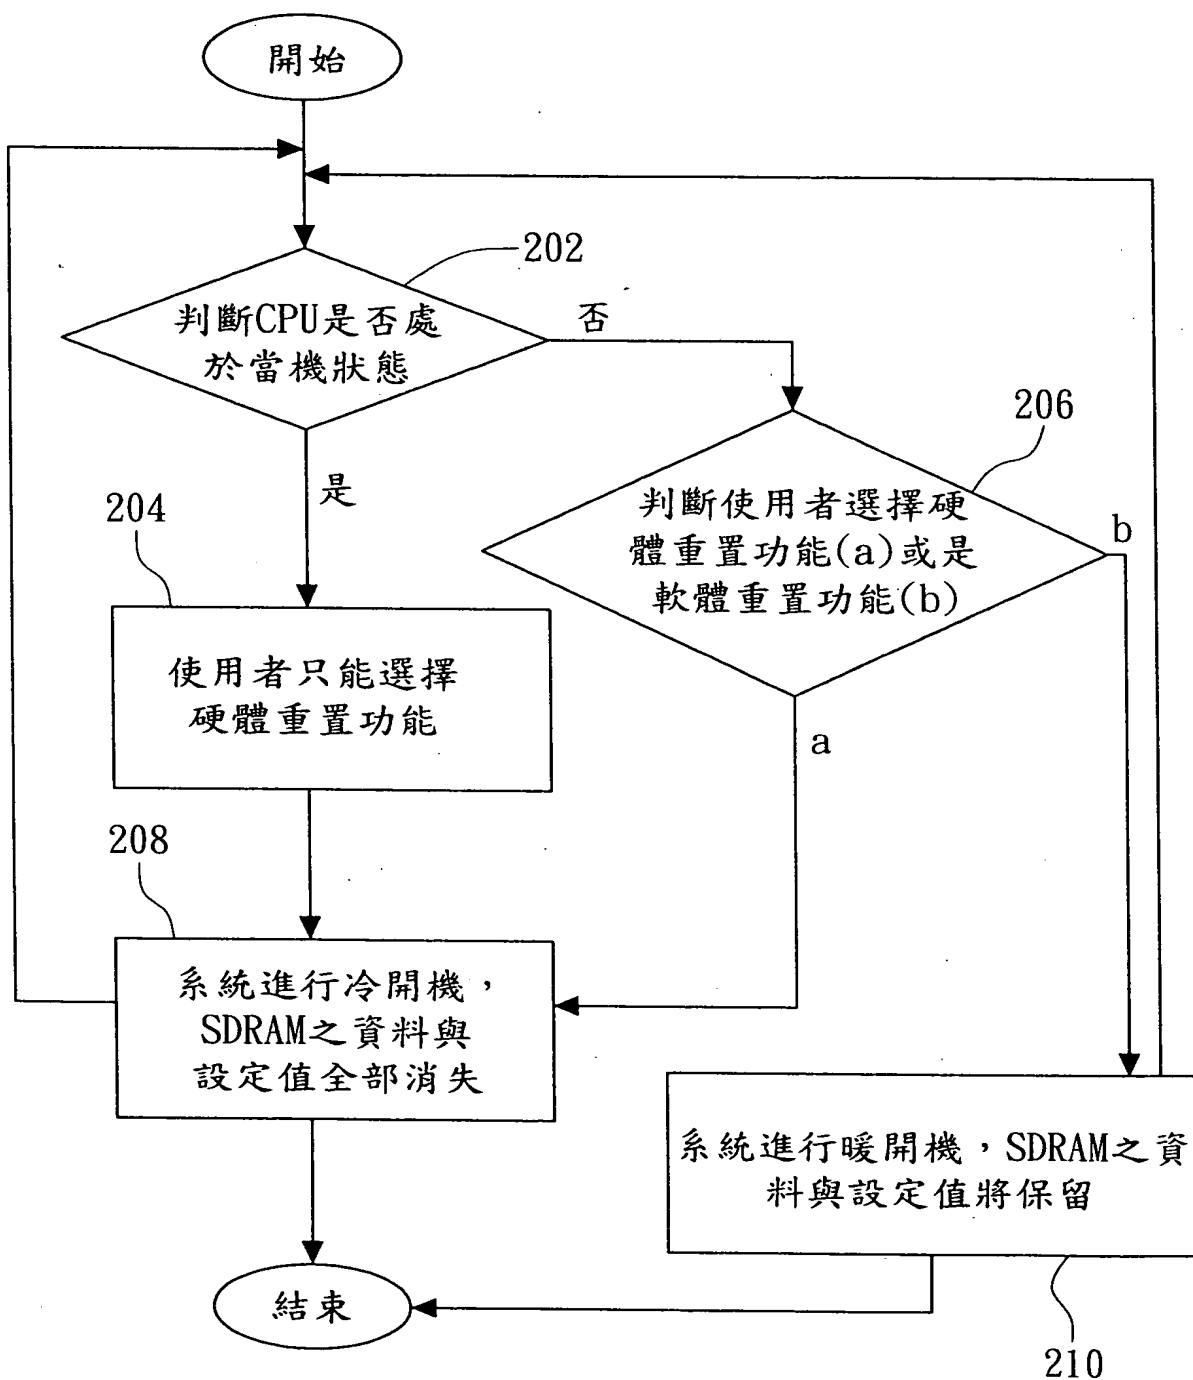 開始
202
判斷CPU是否處
於當機狀態
否
是
206
判斷使用者選擇硬
體重置功能(a)或是
軟體重置功能(b)
b
a
204
使用者只能選擇
硬體重置功能
208
系統進行冷開機，
SDRAM之資料與
設定值全部消失
系統進行暖開機，SDRAM之資
料與設定值將保留
210
結束